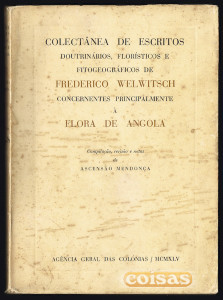 COLECTÂNEA DE ESCRITOS
DOUTRINÁRIOS, FLORÍSTICOS E
FITOGEOGRÁFICOS DE
FREDERICO WELWITSCH
CONCERNENTES PRINCIPALMENTE
À
FLORA DE ANGOLA
Compilação, revisão e notas
de
ASCENSÃO MENDONÇA
AGÊNCIA GERAL DAS COLÓNIAS / MCMXLV
coisas